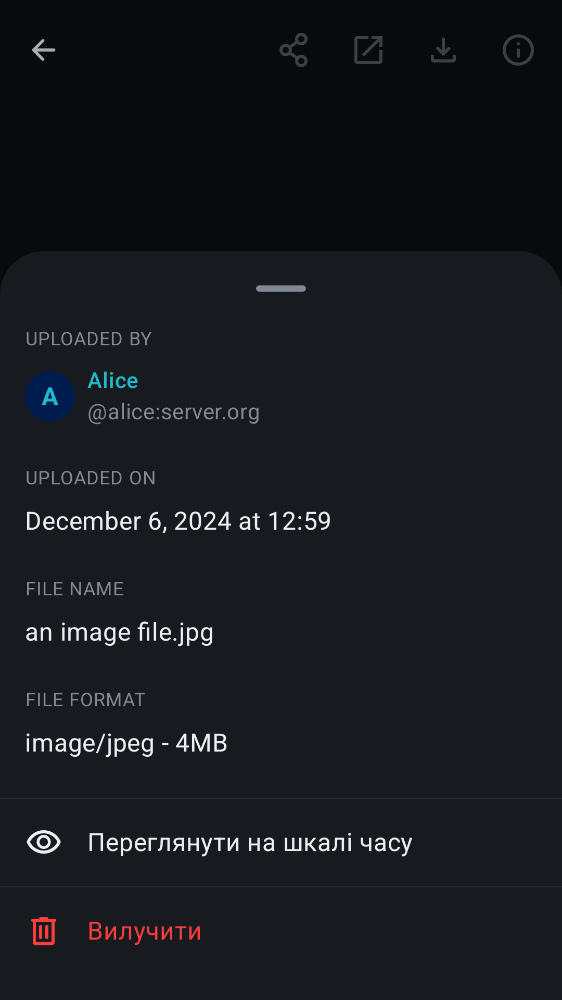 UPLOADED BY
A
Alice
@alice:server.org
UPLOADED ON
December 6, 2024 at 12:59
FILE NAME
an image file.jpg
FILE FORMAT
image/jpeg - 4MB
Переглянути на шкалі часу
Вилучити